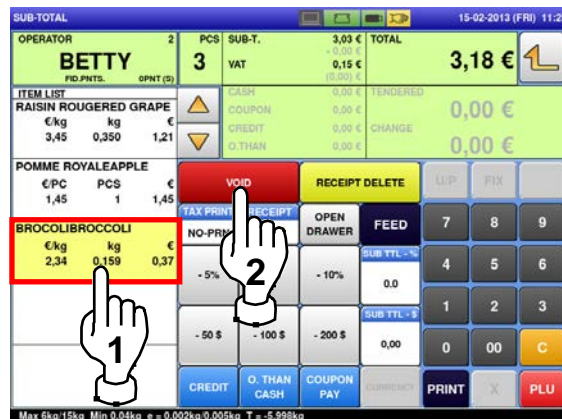 SUB-TOTAL
15-02-2013 (FRI) 11:2
OPERATOR 2
BETTY
FID.PNTS. 0PNT (S)
PCS
3
SUB-T. 3,03 €
- 0,00 €
VAT 0,15 €
(0,00) €
TOTAL
3,18 €
ITEM LIST
RAISIN ROUGERED GRAPE
€/kg kg €
3,45 0,350 1,21
CASH 0,00 €
COUPON 0,00 €
CREDIT 0,00 €
O.THAN 0,00 €
TENDERED
0,00 €
CHANGE
0,00 €
POMME ROYALEAPPLE
€/PC PCS €
1,45 1 1,45
VOID
RECEIPT DELETE
U/P
FIX
BROCOLIBROCCOLI
€/kg kg €
2,34 0,159 0,37
TAX PRINT
RECEIPT
NO-PRN
OPEN
DRAWER
FEED
7 8 9
- 5%
- 10%
SUB TTL - %
0.0
4 5 6
SUB TTL - $
0,00
1 2 3
- 50 $
- 100 $
- 200 $
0 00 C
CREDIT
O. THAN
CASH
COUPON
PAY
CURRENCY
PRINT
X
PLU
1
2
Max 6kg/15kg Min 0.04kg e = 0.002kg/0.005kg T = -5.998kg